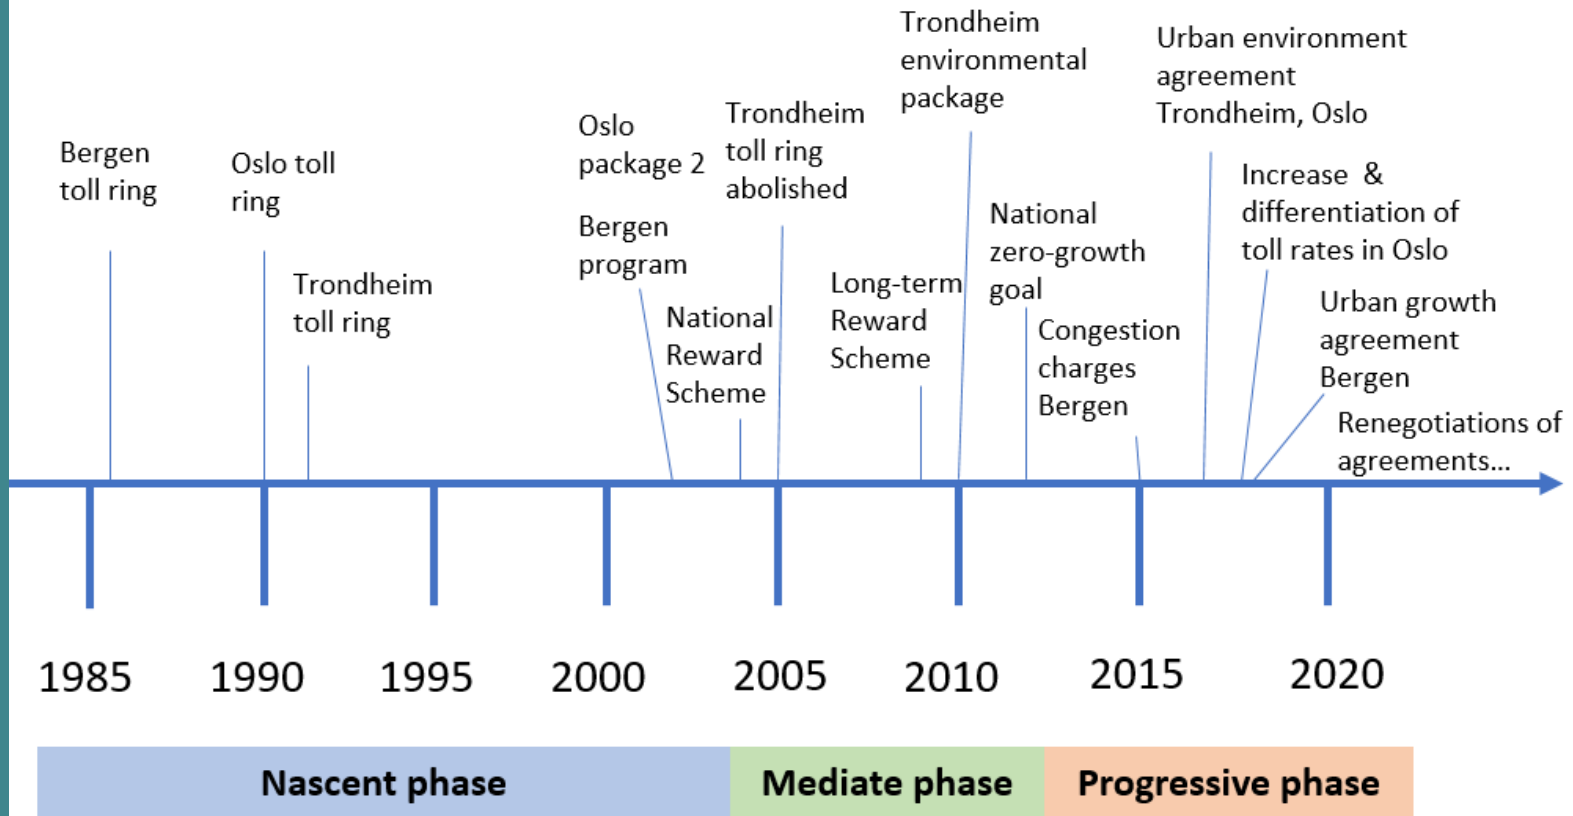 Bergen
toll ring
Oslo toll
ring
Trondheim
toll ring
Oslo
package 2
Bergen
program
National
Reward
Scheme
Trondheim
toll ring
abolished
Long-term
Reward
Scheme
Trondheim
environmental
package
National
zero-growth
goal
Congestion
charges
Bergen
Urban environment
agreement
Trondheim, Oslo
Increase &
differentiation of
toll rates in Oslo
Urban growth
agreement
Bergen
Renegotiations of
agreements...
1985 1990 1995 2000 2005 2010 2015 2020
Nascent phase Mediate phase Progressive phase